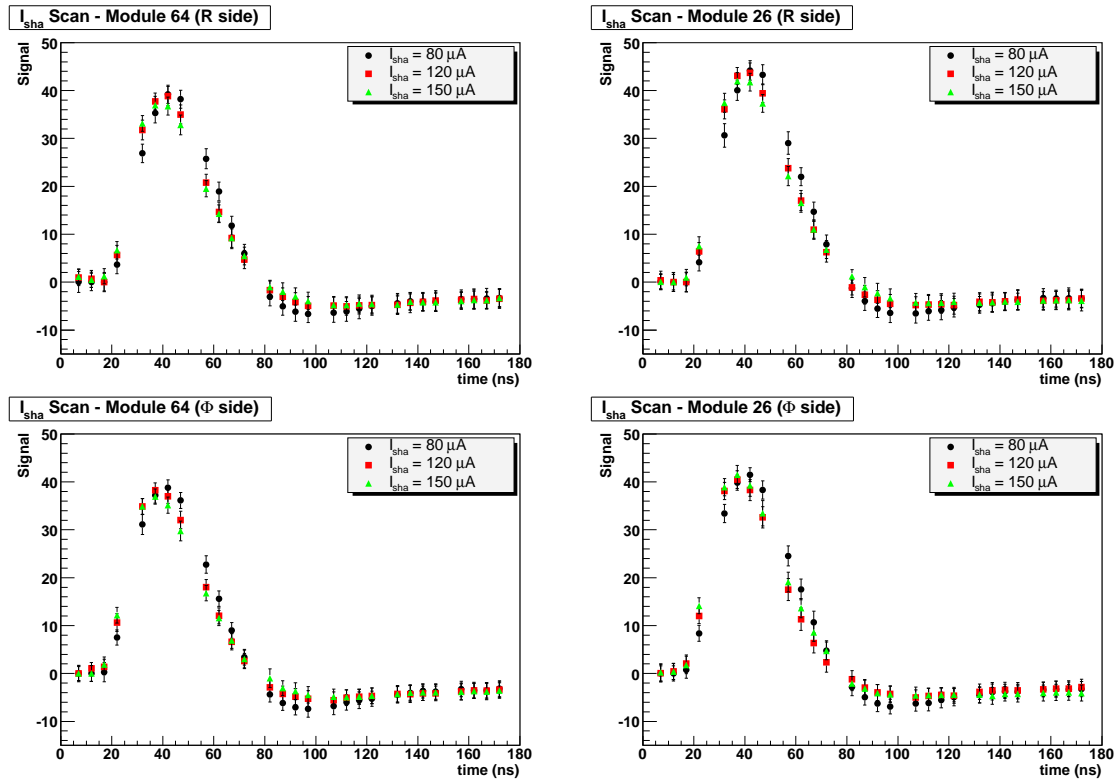 I_sha Scan - Module 64 (R side)
Signal
50
40
30
20
10
0
-10
I_sha = 80 μA
I_sha = 120 μA
I_sha = 150 μA
0 20 40 60 80 100 120 140 160 180
time (ns)
I_sha Scan - Module 26 (R side)
Signal
50
40
30
20
10
0
-10
I_sha = 80 μA
I_sha = 120 μA
I_sha = 150 μA
0 20 40 60 80 100 120 140 160 180
time (ns)
I_sha Scan - Module 64 (Φ side)
Signal
50
40
30
20
10
0
-10
I_sha = 80 μA
I_sha = 120 μA
I_sha = 150 μA
0 20 40 60 80 100 120 140 160 180
time (ns)
I_sha Scan - Module 26 (Φ side)
Signal
50
40
30
20
10
0
-10
I_sha = 80 μA
I_sha = 120 μA
I_sha = 150 μA
0 20 40 60 80 100 120 140 160 180
time (ns)